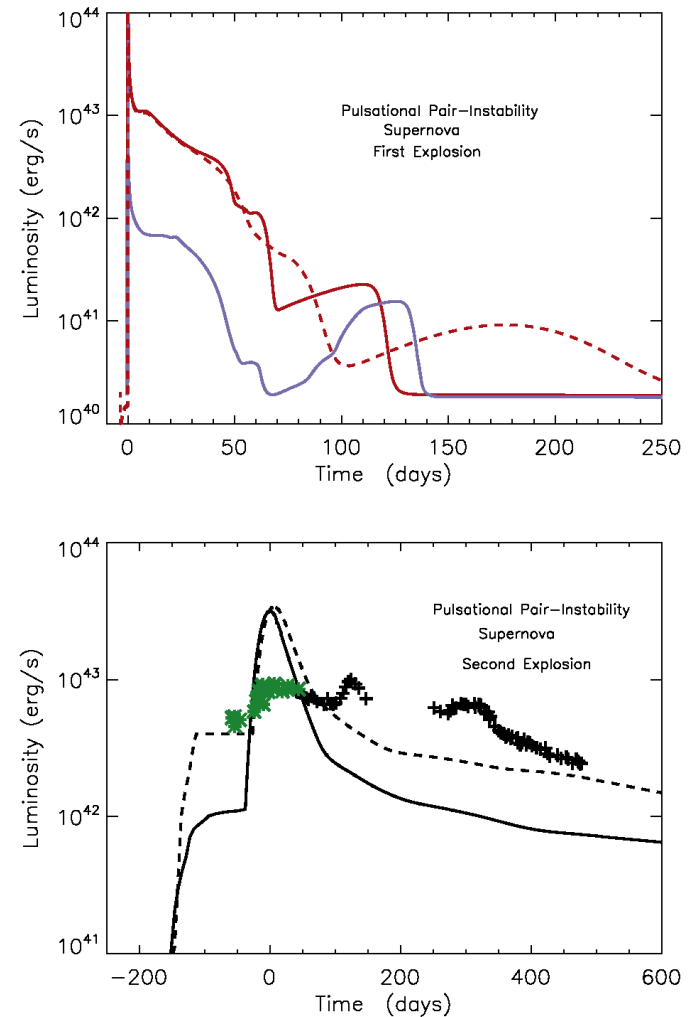 10^44
10^43
10^42
10^41
10^40
Luminosity (erg/s)
Pulsational Pair-Instability
Supernova
First Explosion
0 50 100 150 200 250
Time (days)
10^44
10^43
10^42
10^41
Luminosity (erg/s)
Pulsational Pair-Instability
Supernova
Second Explosion
-200 0 200 400 600
Time (days)